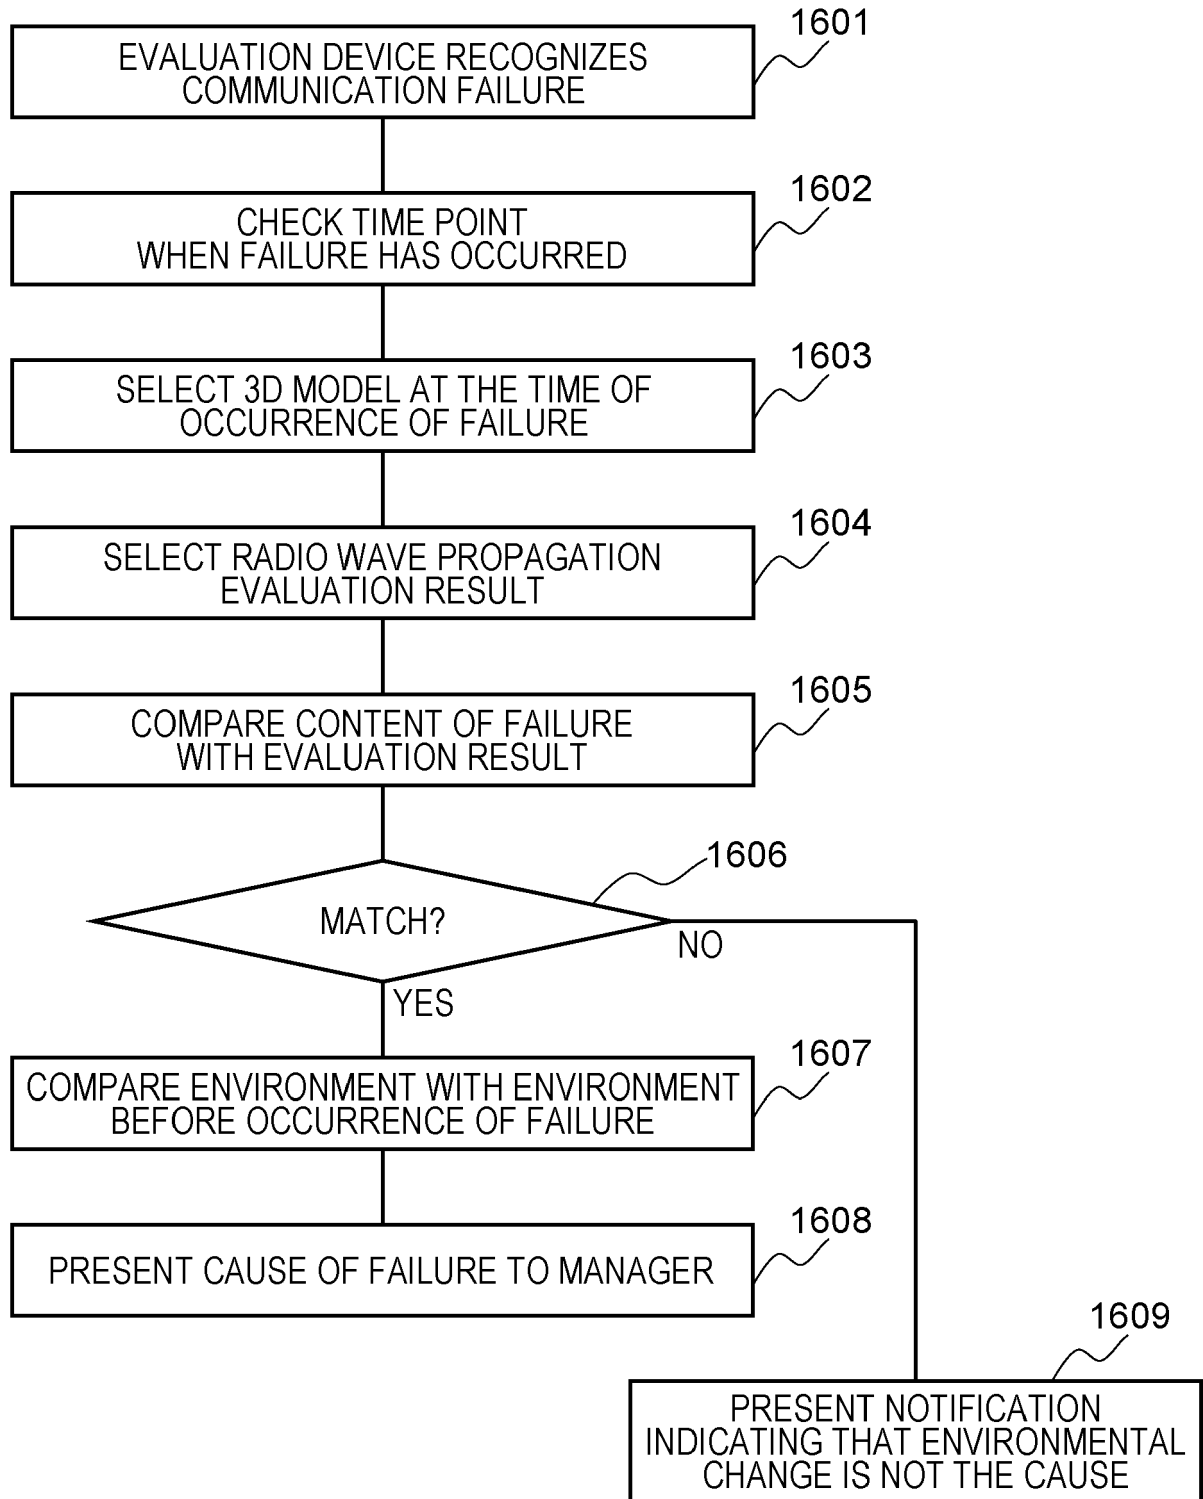 1601
EVALUATION DEVICE RECOGNIZES
COMMUNICATION FAILURE
1602
CHECK TIME POINT
WHEN FAILURE HAS OCCURRED
1603
SELECT 3D MODEL AT THE TIME OF
OCCURRENCE OF FAILURE
1604
SELECT RADIO WAVE PROPAGATION
EVALUATION RESULT
1605
COMPARE CONTENT OF FAILURE
WITH EVALUATION RESULT
1606
MATCH?
NO
YES
1607
COMPARE ENVIRONMENT WITH ENVIRONMENT
BEFORE OCCURRENCE OF FAILURE
1608
PRESENT CAUSE OF FAILURE TO MANAGER
1609
PRESENT NOTIFICATION
INDICATING THAT ENVIRONMENTAL
CHANGE IS NOT THE CAUSE